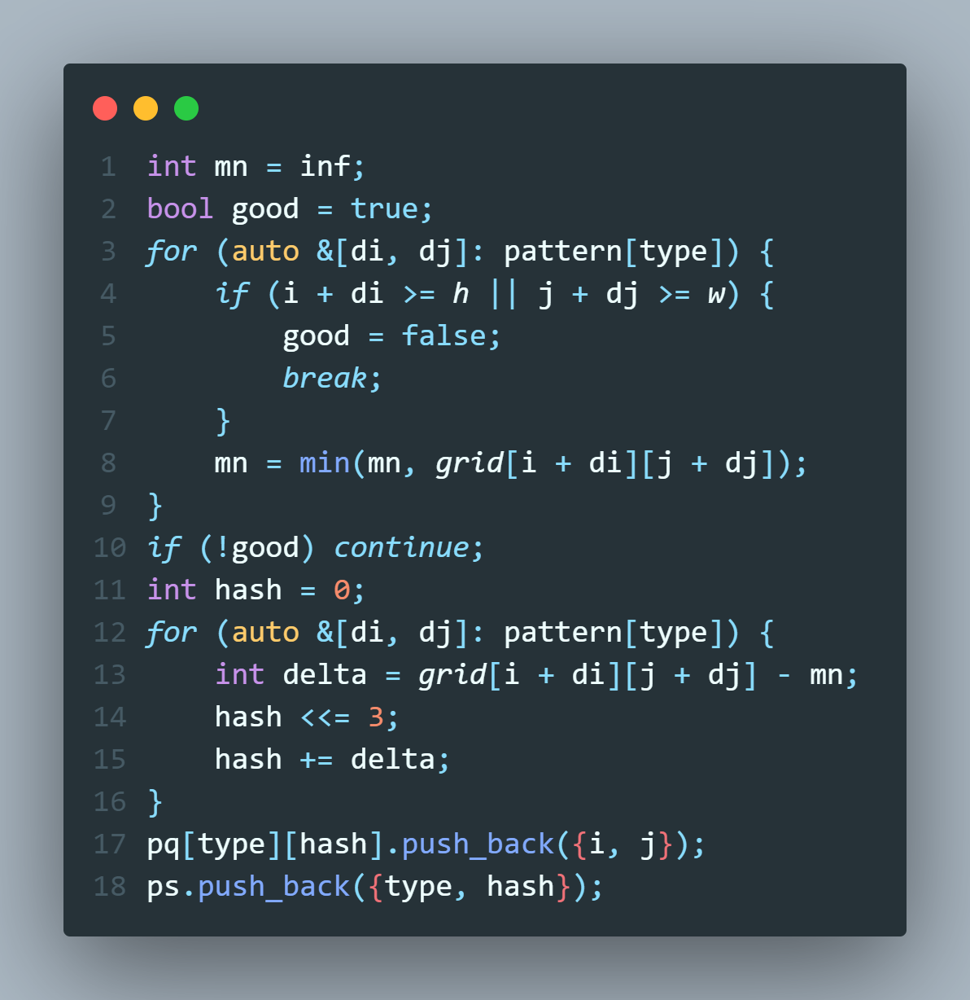 1 int mn = inf;
2 bool good = true;
3 for (auto &[di, dj]: pattern[type]) {
4     if (i + di >= h || j + dj >= w) {
5         good = false;
6         break;
7     }
8     mn = min(mn, grid[i + di][j + dj]);
9 }
10 if (!good) continue;
11 int hash = 0;
12 for (auto &[di, dj]: pattern[type]) {
13     int delta = grid[i + di][j + dj] - mn;
14     hash <<= 3;
15     hash += delta;
16 }
17 pq[type][hash].push_back({i, j});
18 ps.push_back({type, hash});